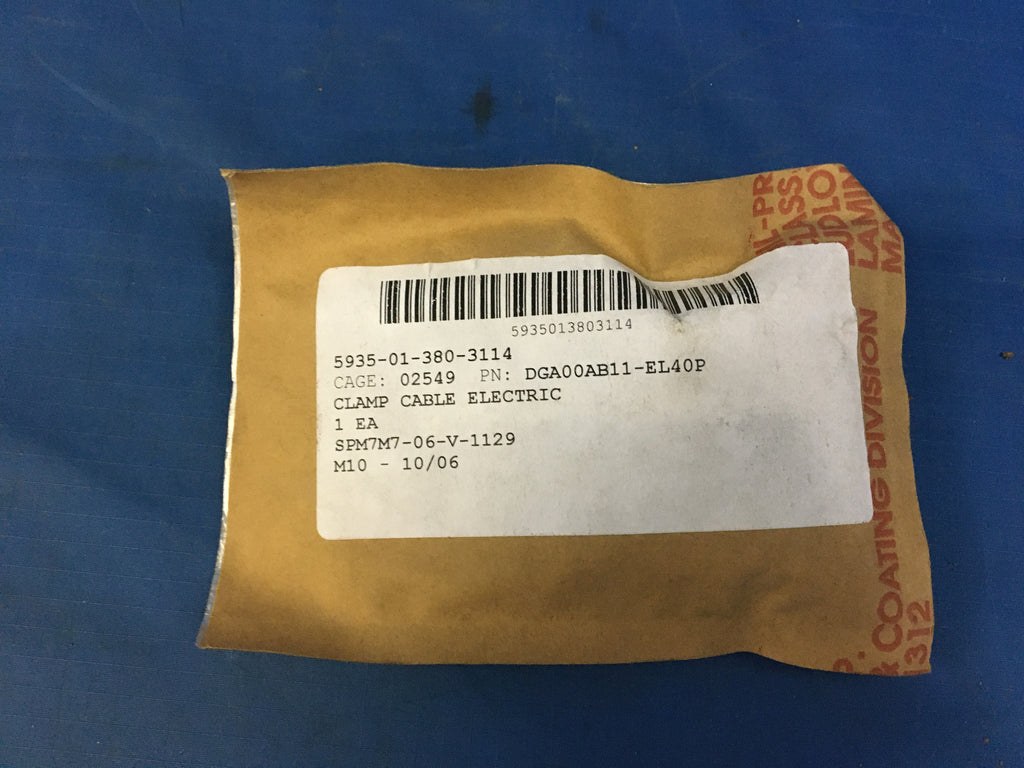 5935013803114
5935-01-380-3114
CAGE: 02549 PN: DGA00AB11-EL40P
CLAMP CABLE ELECTRIC
1 EA
SPM7M7-06-V-1129
M10 - 10/06
COATING DIVISION
312